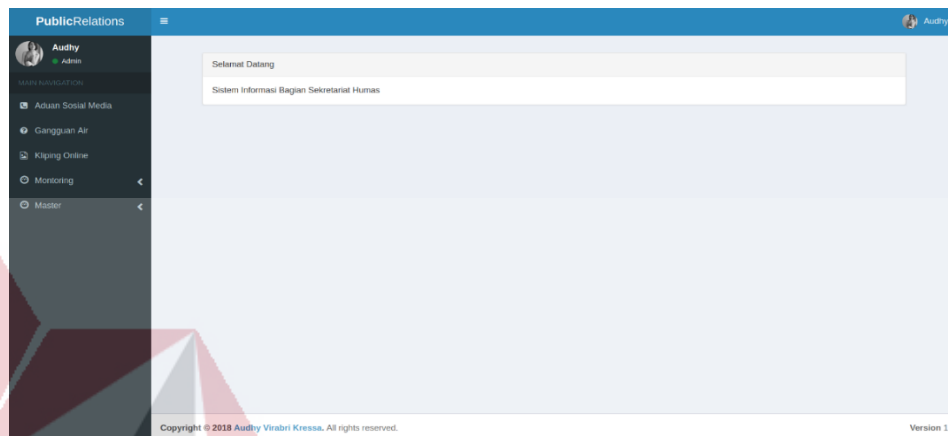 PublicRelations
Audhy
Audhy
Admin
MAIN NAVIGATION
Aduan Sosial Media
Gangguan Air
Kliping Online
Montoring
Master
Selamat Datang
Sistem Informasi Bagian Sekretariat Humas
Copyright © 2018 Audhy Virabri Kressa. All rights reserved.
Version 1